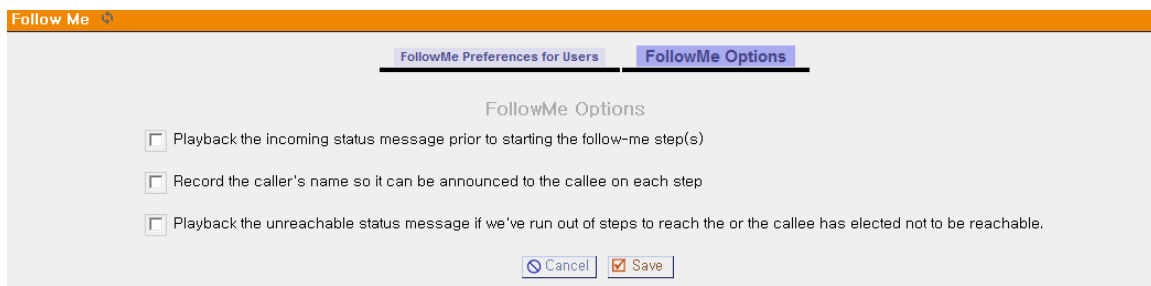 Follow Me
FollowMe Preferences for Users FollowMe Options
FollowMe Options
Playback the incoming status message prior to starting the follow-me step(s)
Record the caller's name so it can be announced to the callee on each step
Playback the unreachable status message if we've run out of steps to reach the or the callee has elected not to be reachable.
Cancel Save